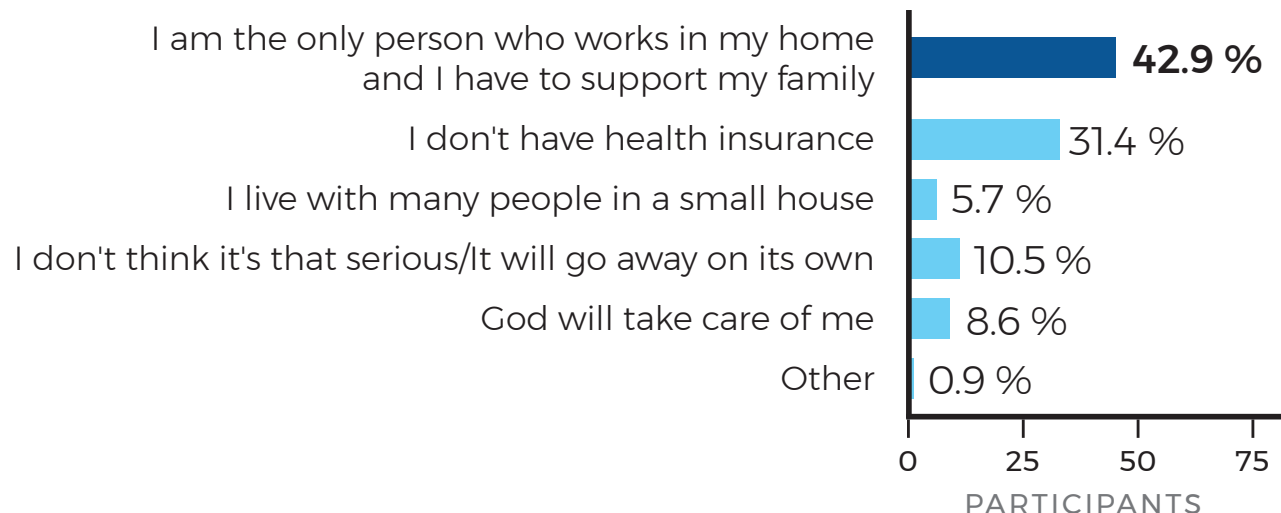 I am the only person who works in my home
and I have to support my family
42.9 %
I don't have health insurance
31.4 %
I live with many people in a small house
5.7 %
I don't think it's that serious/It will go away on its own
10.5 %
God will take care of me
8.6 %
Other
0.9 %
0 25 50 75
PARTICIPANTS